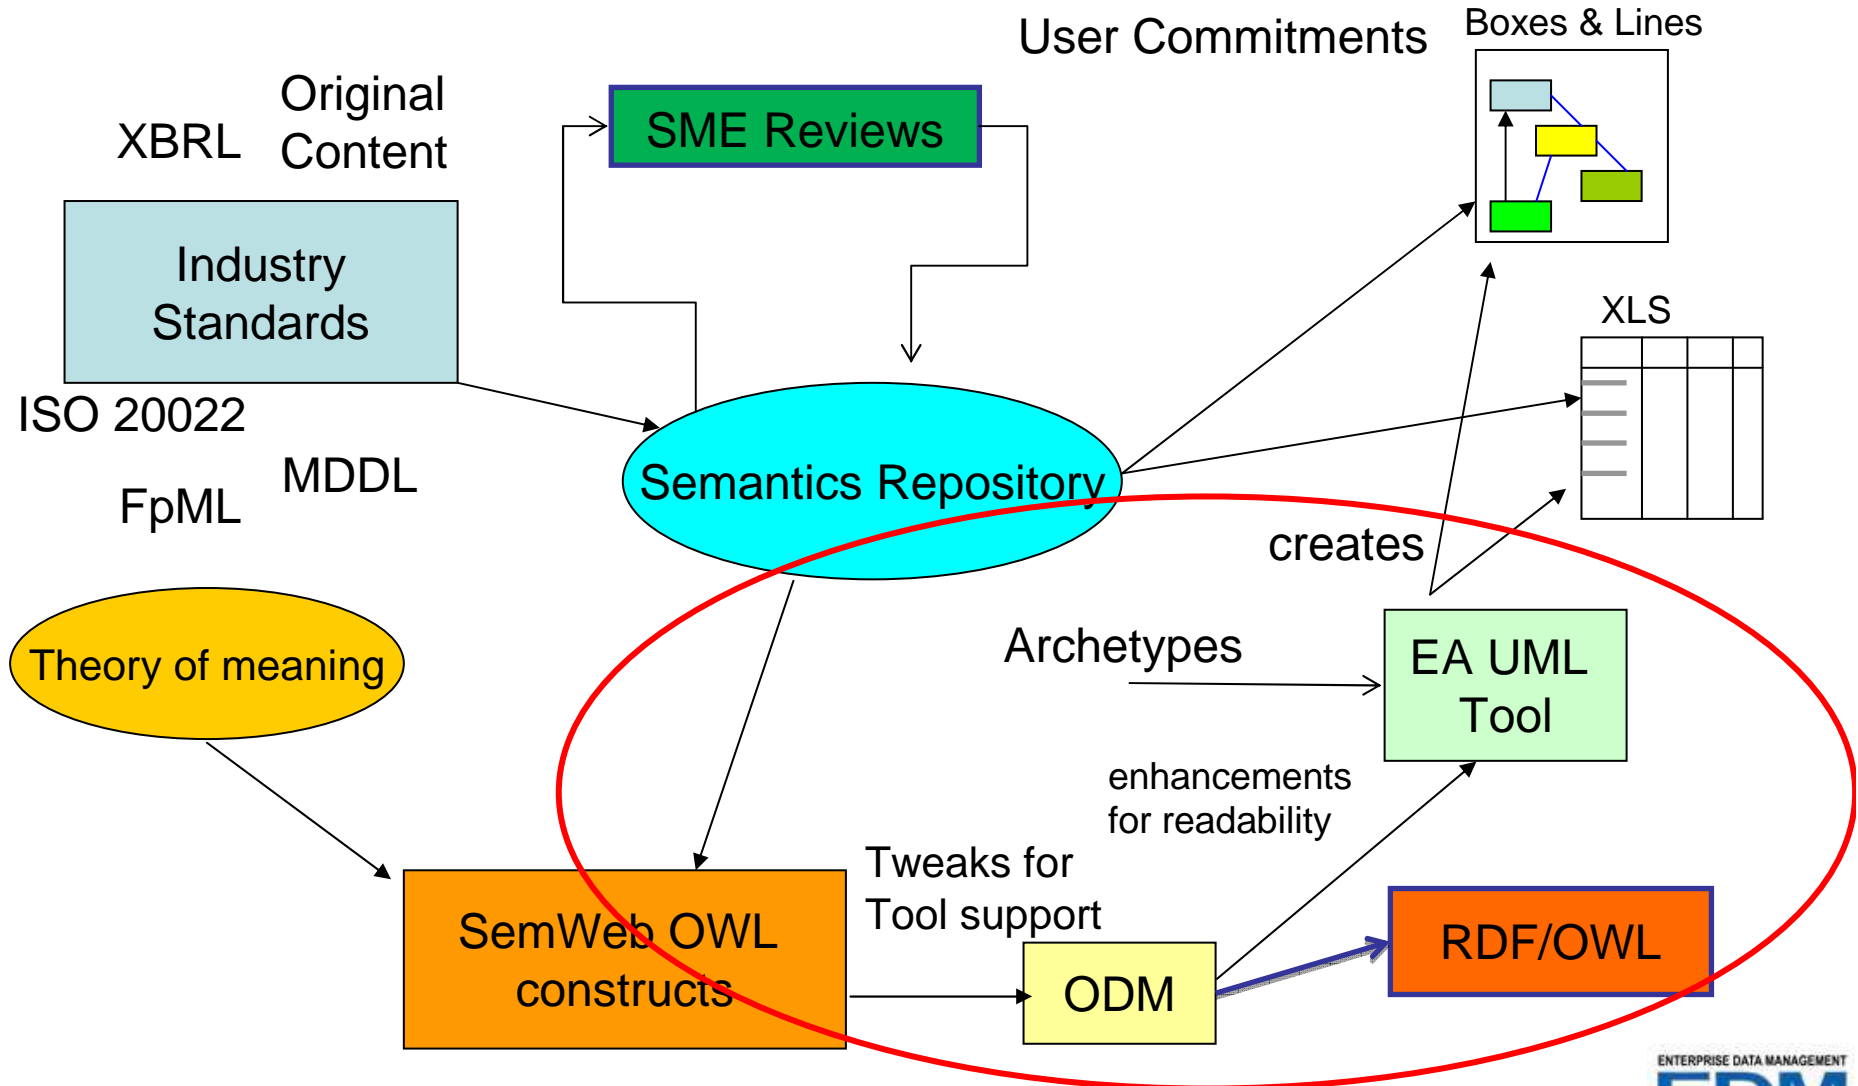 User Commitments
Boxes & Lines
Original
Content
XBRL
SME Reviews
Industry
Standards
XLS
ISO 20022
MDDL
FpML
Semantics Repository
creates
Theory of meaning
Archetypes
EA UML
Tool
enhancements
for readability
Tweaks for
Tool support
SemWeb OWL
constructs
ODM
RDF/OWL
ENTERPRISE DATA MANAGEMENT
EDM